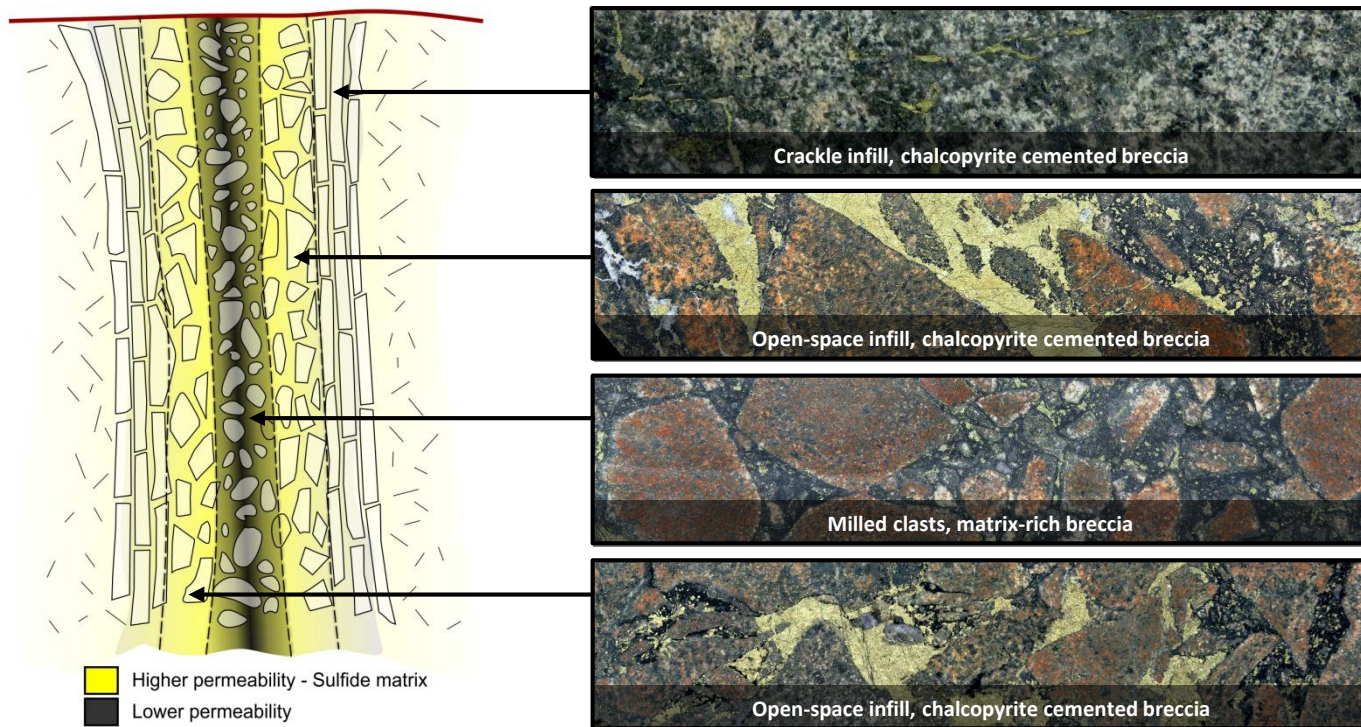 Crackle infill, chalcopyrite cemented breccia
Open-space infill, chalcopyrite cemented breccia
Milled clasts, matrix-rich breccia
Open-space infill, chalcopyrite cemented breccia
Higher permeability - Sulfide matrix
Lower permeability